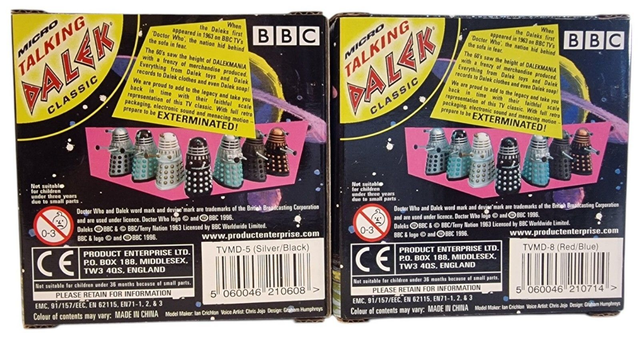 MICRO
TALKING
DALEK
CLASSIC
When
the Daleks first
appeared in 1963 on BBC TV's
'Doctor Who', the nation hid behind
the sofa in fear.
The 60's saw the height of DALEKMANIA
with a frenzy of merchandise produced.
Everything from Dalek toys and Dalek
records to Dalek clothes and even Dalek soap!
We are proud to add to the legacy and take you
back in time with their faithful Micro
representation of this TV classic. With full retro
packaging, electronic sound and menacing motion
prepare to be EXTERMINATED!
BBC
Not suitable
for children
under three years
due to small parts.
0-3
Doctor Who and Dalek word mark and device mark are trademarks of the British Broadcasting Corporation
and are used under licence. Doctor Who logo © and ™ BBC 1996.
Daleks © BBC & © BBC/Terry Nation 1963 Licensed by BBC Worldwide Limited.
BBC & logo © and ™ BBC 1996.
www.productenterprise.com
CE
PRODUCT ENTERPRISE LTD.
P.O. BOX 188, MIDDLESEX,
TW3 4QS, ENGLAND
TVMD-5 (Silver/Black)
5 060046 210608 >
Not suitable for children under 36 months because of small parts.
PLEASE RETAIN FOR INFORMATION
EMC, 91/157/EEC, EN 62115, EN71-1, 2 & 3
Colour of contents may vary: MADE IN CHINA
Model Maker: Ian Crichton Voice Artist: Chris Jojo Design: Graham Humphreys
MICRO
TALKING
DALEK
CLASSIC
When
the Daleks first
appeared in 1963 on BBC TV's
'Doctor Who', the nation hid behind
the sofa in fear.
The 60's saw the height of DALEKMANIA
with a frenzy of merchandise produced.
Everything from Dalek toys and Dalek
records to Dalek clothes and even Dalek soap!
We are proud to add to the legacy and take you
back in time with their faithful Micro
representation of this TV classic. With full retro
packaging, electronic sound and menacing motion
prepare to be EXTERMINATED!
BBC
Not suitable
for children
under three years
due to small parts.
0-3
Doctor Who and Dalek word mark and device mark are trademarks of the British Broadcasting Corporation
and are used under licence. Doctor Who logo © and ™ BBC 1996.
Daleks © BBC & © BBC/Terry Nation 1963 Licensed by BBC Worldwide Limited.
BBC & logo © and ™ BBC 1996.
www.productenterprise.com
CE
PRODUCT ENTERPRISE LTD.
P.O. BOX 188, MIDDLESEX,
TW3 4QS, ENGLAND
TVMD-8 (Red/Blue)
5 060046 210714 >
Not suitable for children under 36 months because of small parts.
PLEASE RETAIN FOR INFORMATION
EMC, 91/157/EEC, EN 62115, EN71-1, 2 & 3
Colour of contents may vary: MADE IN CHINA
Model Maker: Ian Crichton Voice Artist: Chris Jojo Design: Graham Humphreys